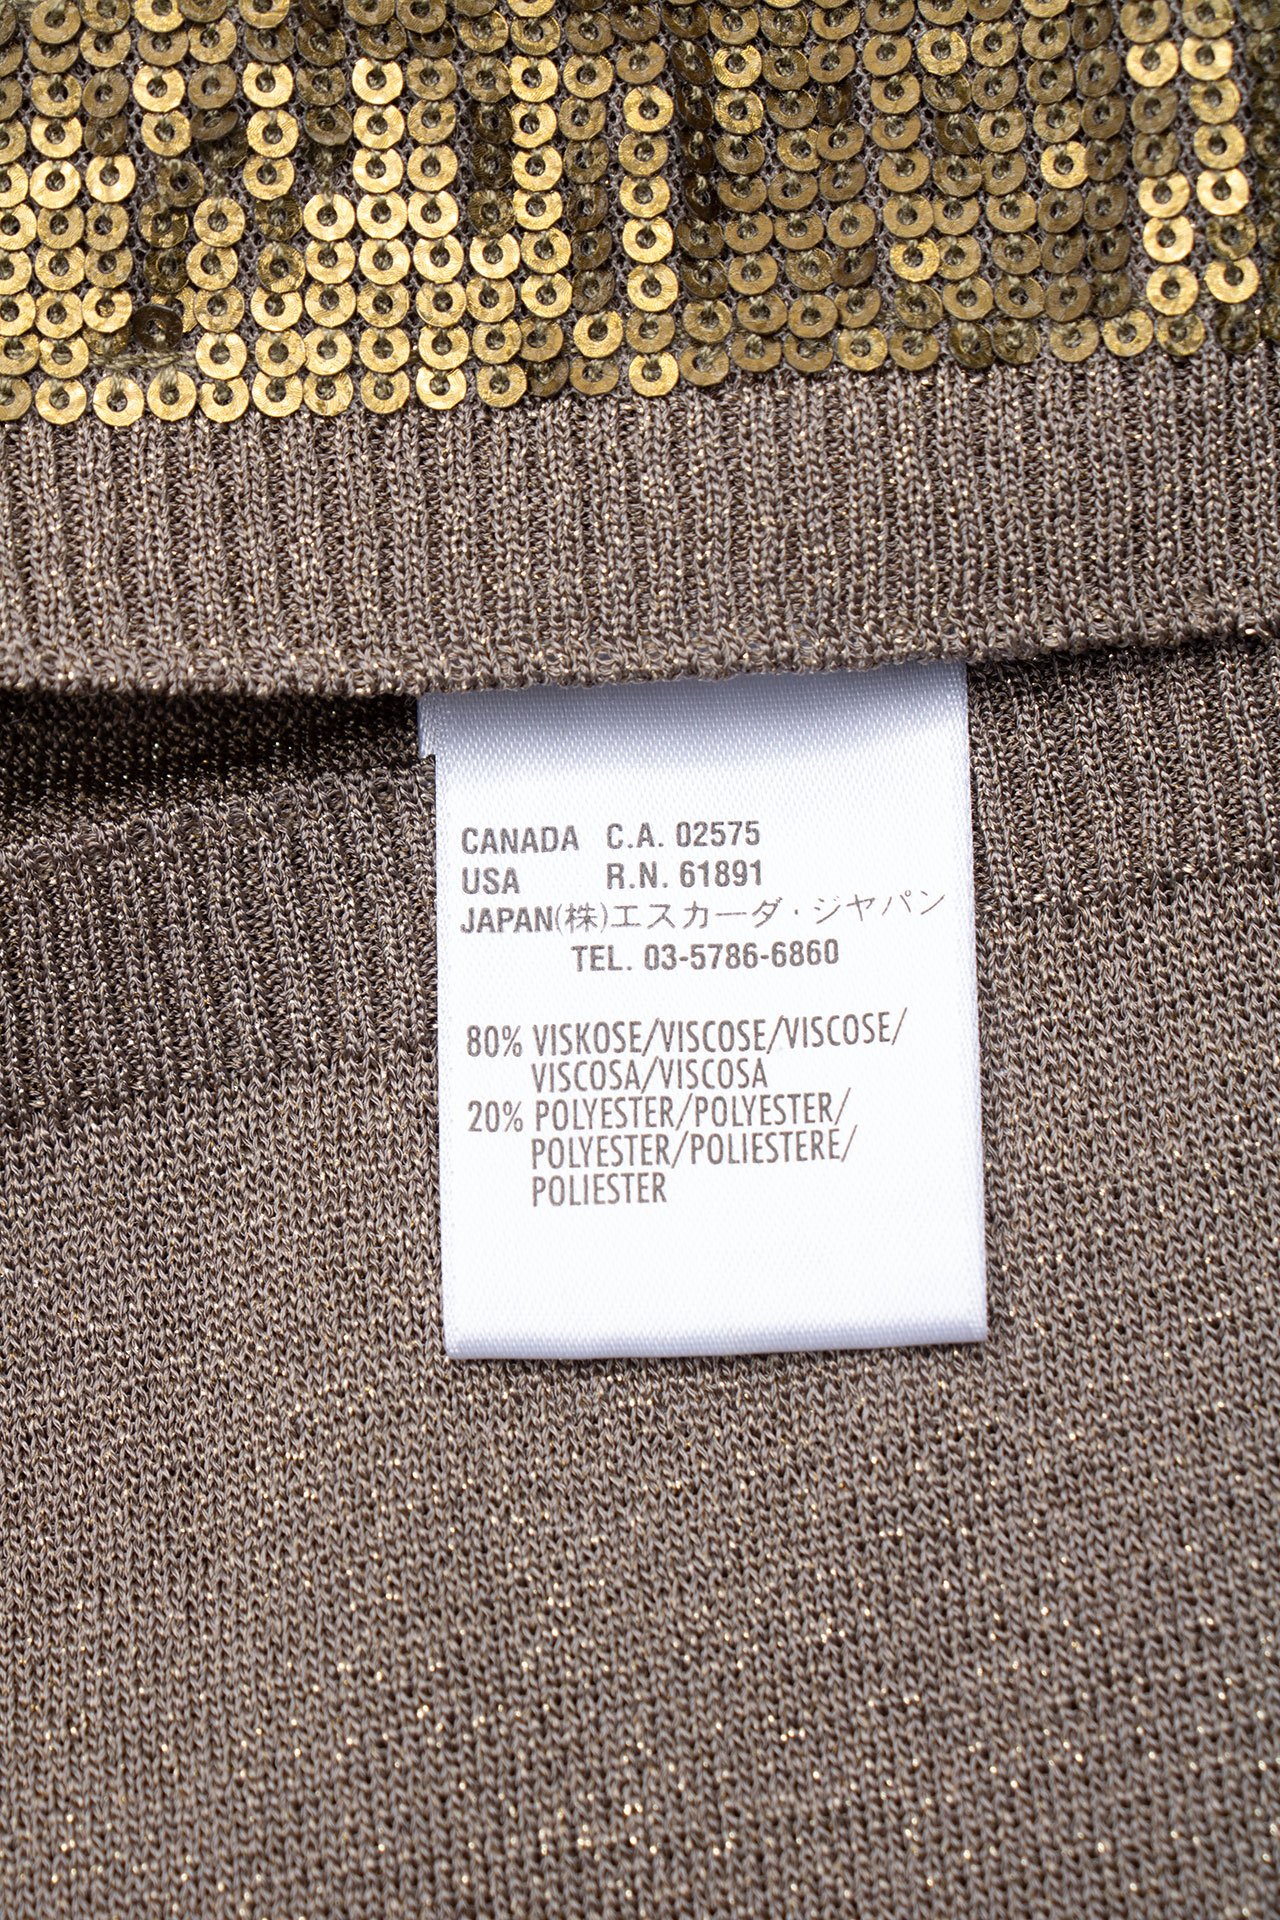 CANADA C.A. 02575
USA R.N. 61891
JAPAN(株)エスカーダ・ジャパン
TEL. 03-5786-6860
80% VISKOSE/VISCOSE/VISCOSE/
VISCOSA/VISCOSA
20% POLYESTER/POLYESTER/
POLYESTER/POLIESTERE/
POLIESTER